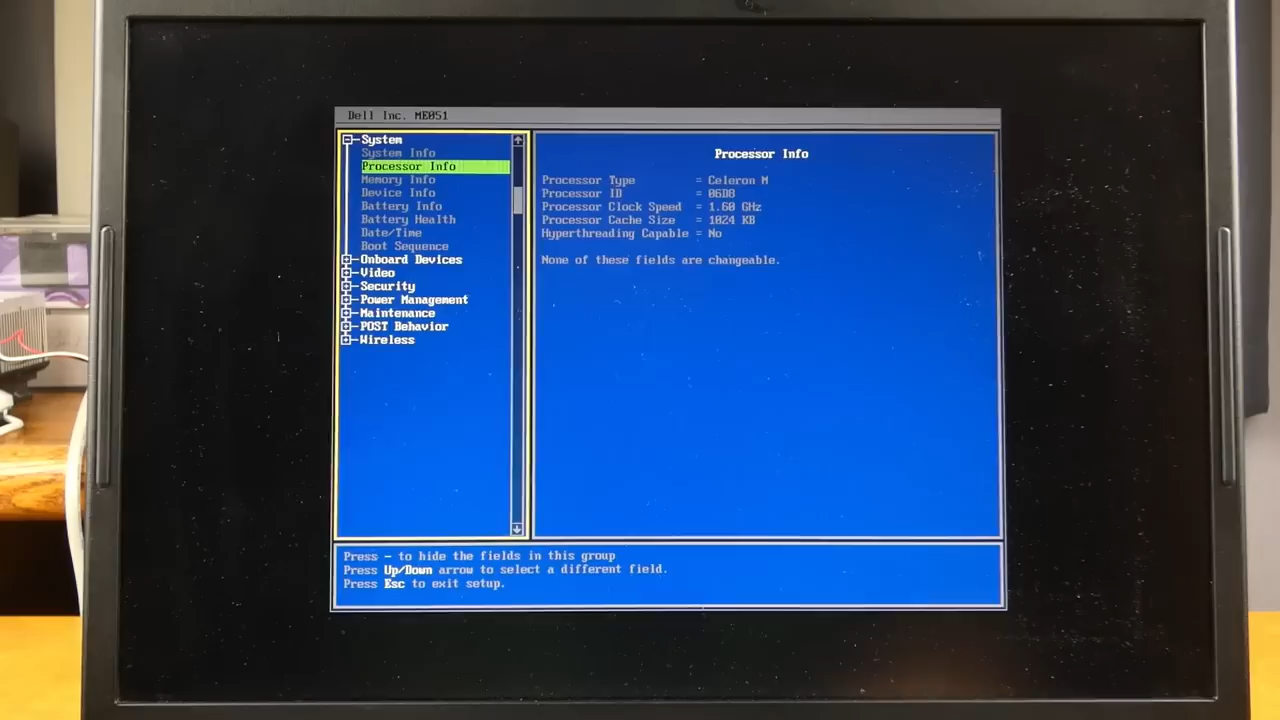 Dell Inc. ME051
System
System Info
Processor Info
Memory Info
Device Info
Battery Info
Battery Health
Date/Time
Boot Sequence
Onboard Devices
Video
Security
Power Management
Maintenance
POST Behavior
Wireless
Processor Info
Processor Type = Celeron M
Processor ID = 06D8
Processor Clock Speed = 1.60 GHz
Processor Cache Size = 1024 KB
Hyperthreading Capable = No
None of these fields are changeable.
Press - to hide the fields in this group
Press Up/Down arrow to select a different field.
Press Esc to exit setup.